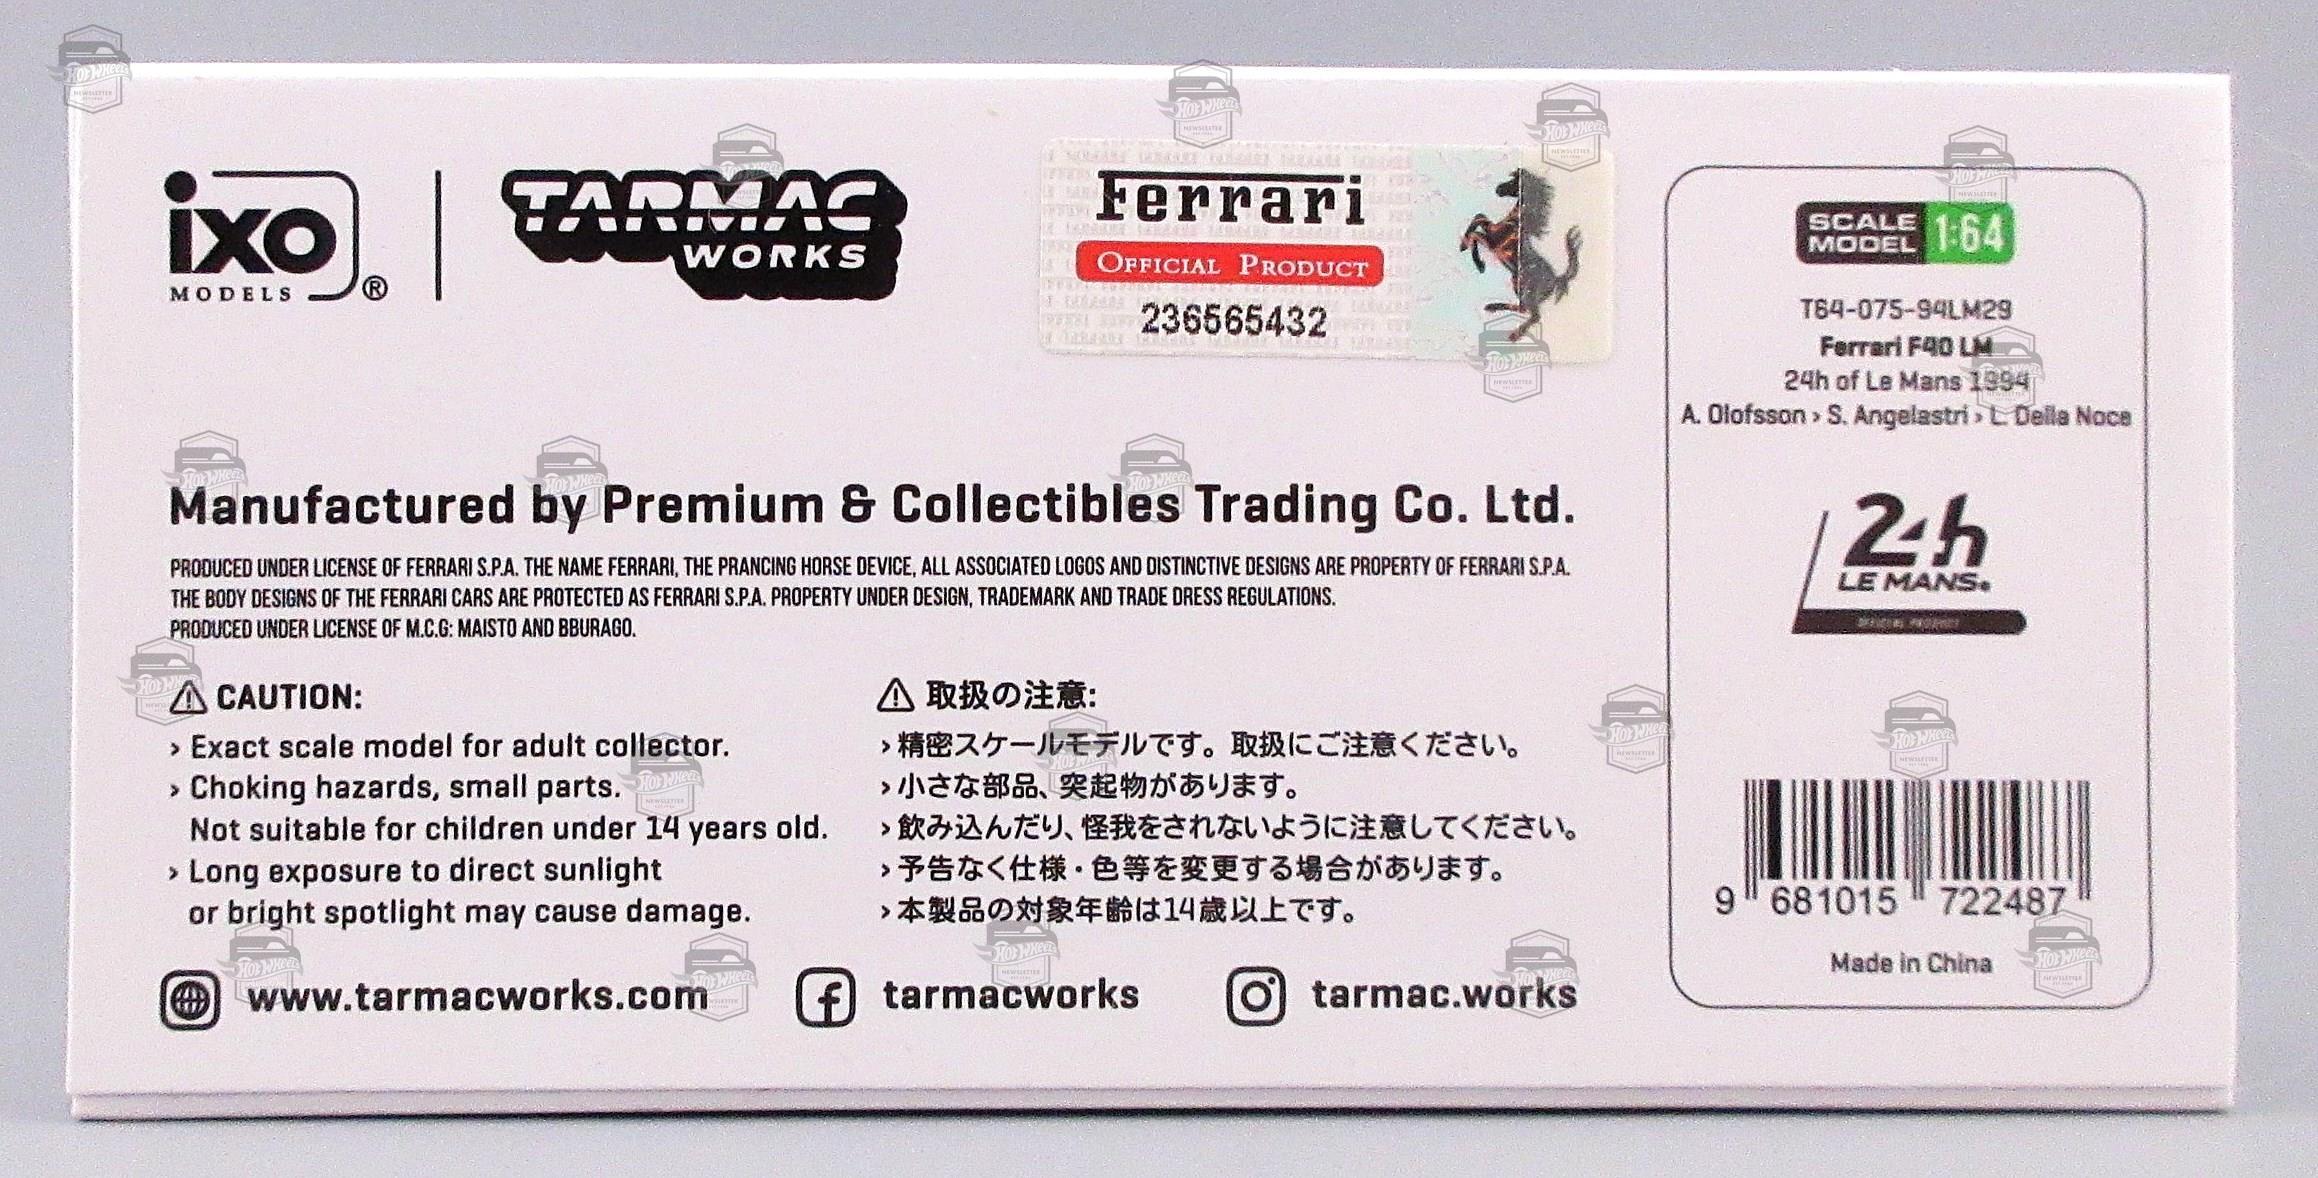 ixo
MODELS ®
TARMAC
WORKS
Ferrari
OFFICIAL PRODUCT
236565432
SCALE
MODEL 1:64
T64-075-94LM29
Ferrari F40 LM
24h of Le Mans 1994
A. Olofsson › S. Angelastri › L. Della Noce
24h
LE MANS
OFFICIAL PRODUCT
Manufactured by Premium & Collectibles Trading Co. Ltd.
PRODUCED UNDER LICENSE OF FERRARI S.P.A. THE NAME FERRARI, THE PRANCING HORSE DEVICE, ALL ASSOCIATED LOGOS AND DISTINCTIVE DESIGNS ARE PROPERTY OF FERRARI S.P.A.
THE BODY DESIGNS OF THE FERRARI CARS ARE PROTECTED AS FERRARI S.P.A. PROPERTY UNDER DESIGN, TRADEMARK AND TRADE DRESS REGULATIONS.
PRODUCED UNDER LICENSE OF M.C.G: MAISTO AND BBURAGO.
CAUTION:
› Exact scale model for adult collector.
› Choking hazards, small parts.
Not suitable for children under 14 years old.
› Long exposure to direct sunlight
or bright spotlight may cause damage.
取扱の注意:
› 精密スケールモデルです。取扱にご注意ください。
› 小さな部品、突起物があります。
› 飲み込んだり、怪我をされないように注意してください。
› 予告なく仕様・色等を変更する場合があります。
› 本製品の対象年齢は14歳以上です。
www.tarmacworks.com
tarmacworks
tarmac.works
9 681015 722487
Made in China
HOT WHEELS
NEWSLETTER